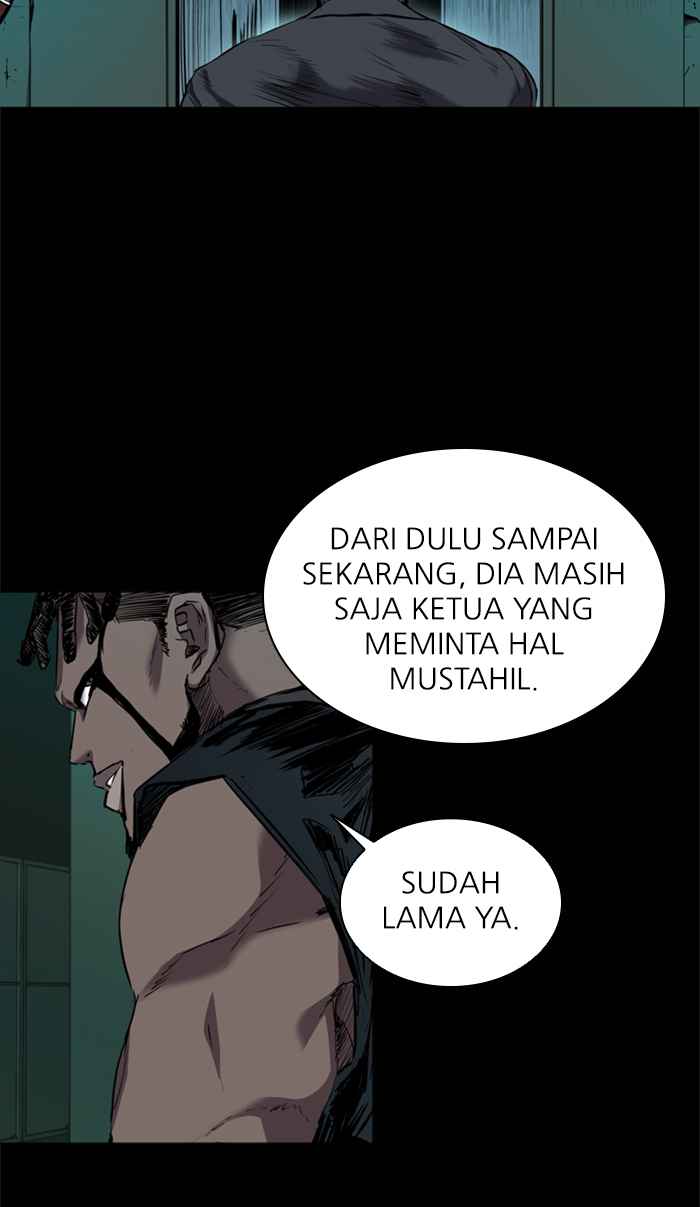 DARI DULU SAMPAI
SEKARANG, DIA MASIH
SAJA KETUA YANG
MEMINTA HAL
MUSTAHIL.
SUDAH
LAMA YA.